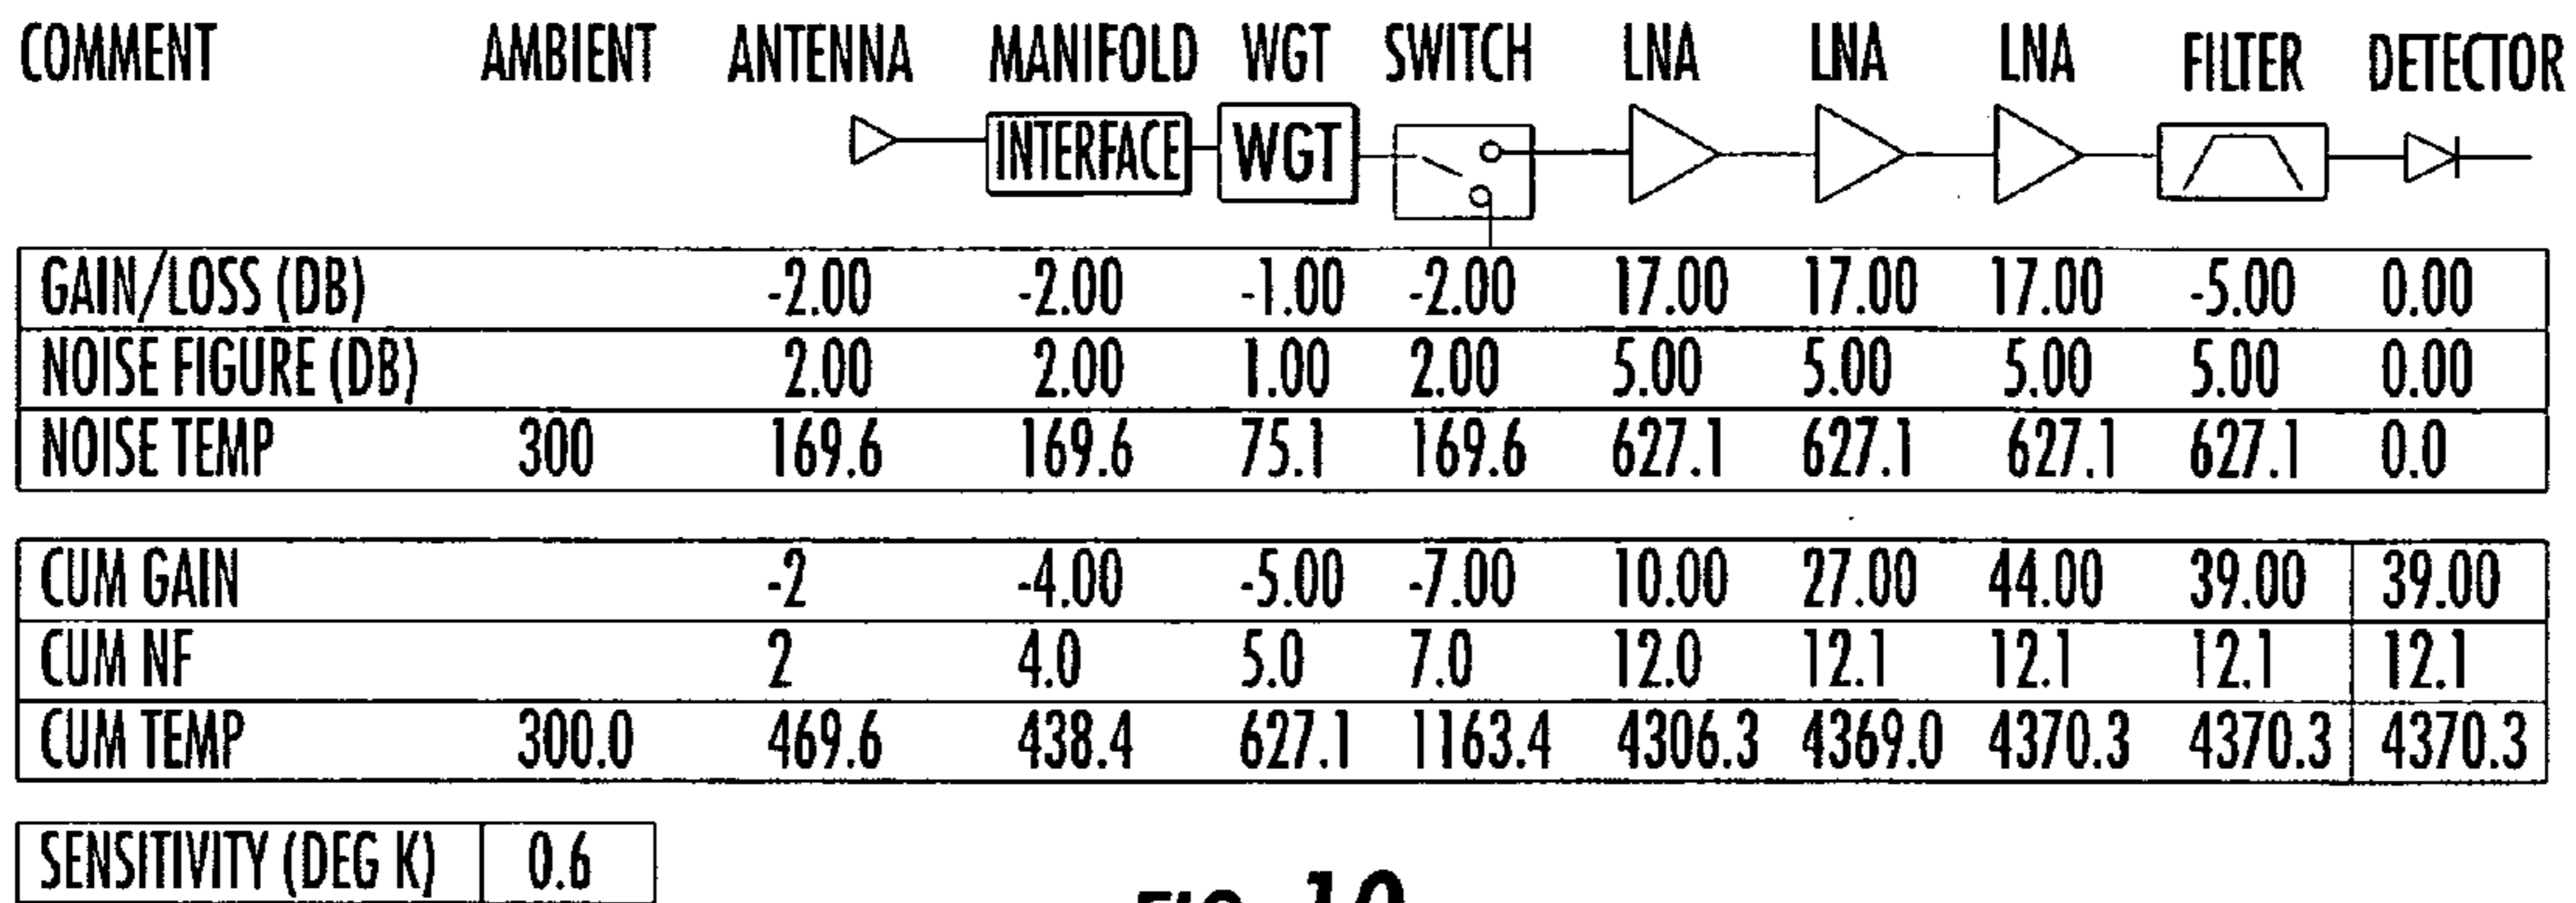 COMMENT AMBIENT ANTENNA MANIFOLD WGT SWITCH LNA LNA LNA FILTER DETECTOR
INTERFACE WGT
GAIN/LOSS (DB) -2.00 -2.00 -1.00 -2.00 17.00 17.00 17.00 -5.00 0.00
NOISE FIGURE (DB) 2.00 2.00 1.00 2.00 5.00 5.00 5.00 5.00 0.00
NOISE TEMP 300 169.6 169.6 75.1 169.6 627.1 627.1 627.1 627.1 0.0
CUM GAIN -2 -4.00 -5.00 -7.00 10.00 27.00 44.00 39.00 39.00
CUM NF 2 4.0 5.0 7.0 12.0 12.1 12.1 12.1 12.1
CUM TEMP 300.0 469.6 438.4 627.1 1163.4 4306.3 4369.0 4370.3 4370.3 4370.3
SENSITIVITY (DEG K) 0.6